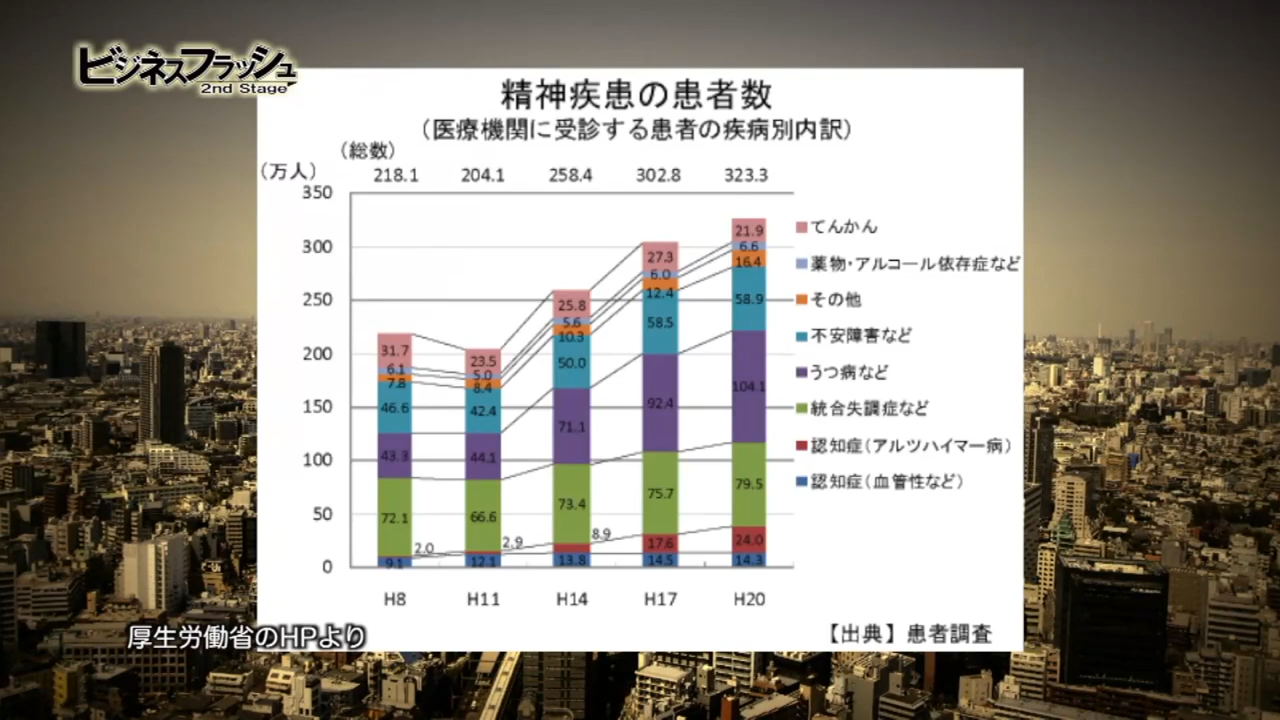 ビジネスフラッシュ
2nd Stage
精神疾患の患者数
（医療機関に受診する患者の疾病別内訳）
（総数）
（万人）
218.1 204.1 258.4 302.8 323.3
350
300
250
200
150
100
50
0
31.7 6.1 7.8 46.6 43.3 72.1 2.0 9.1
23.5 5.0 8.4 42.4 44.1 66.6 2.9 12.1
25.8 5.6 10.3 50.0 71.1 73.4 8.9 13.8
27.3 6.0 12.4 58.5 92.4 75.7 17.6 14.5
21.9 6.6 16.4 58.9 104.1 79.5 24.0 14.3
H8 H11 H14 H17 H20
てんかん
薬物・アルコール依存症など
その他
不安障害など
うつ病など
統合失調症など
認知症（アルツハイマー病）
認知症（血管性など）
【出典】患者調査
厚生労働省のHPより